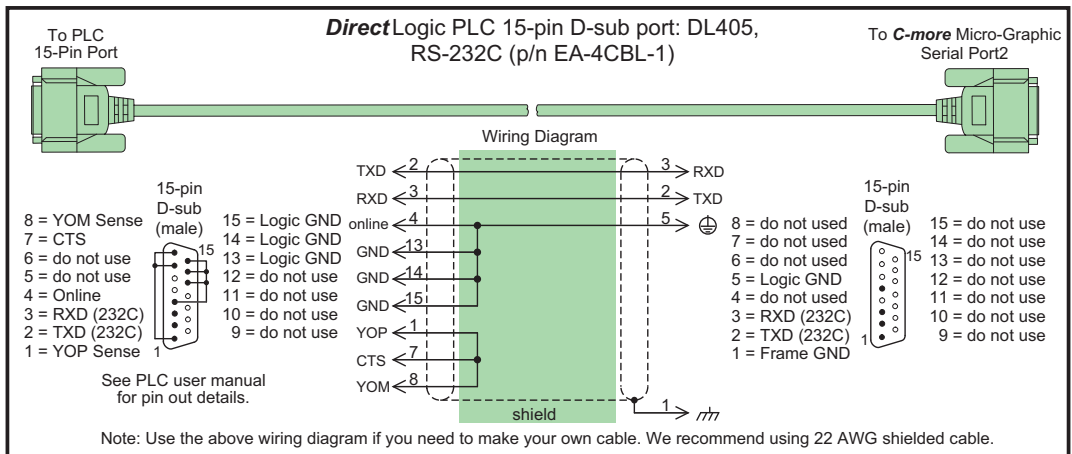 DirectLogic PLC 15-pin D-sub port: DL405,
RS-232C (p/n EA-4CBL-1)
To PLC
15-Pin Port
To C-more Micro-Graphic
Serial Port2
Wiring Diagram
15-pin
D-sub
(male)
8 = YOM Sense
7 = CTS
6 = do not use
5 = do not use
4 = Online
3 = RXD (232C)
2 = TXD (232C)
1 = YOP Sense
15
1
15 = Logic GND
14 = Logic GND
13 = Logic GND
12 = do not use
11 = do not use
10 = do not use
9 = do not use
See PLC user manual
for pin out details.
TXD 2 3 RXD
RXD 3 2 TXD
online 4 5
GND 13
GND 14
GND 15
YOP 1
CTS 7
YOM 8
shield
1
15-pin
D-sub
(male)
8 = do not used
7 = do not used
6 = do not used
5 = Logic GND
4 = do not used
3 = RXD (232C)
2 = TXD (232C)
1 = Frame GND
15
1
15 = do not use
14 = do not use
13 = do not use
12 = do not use
11 = do not use
10 = do not use
9 = do not use
Note: Use the above wiring diagram if you need to make your own cable. We recommend using 22 AWG shielded cable.